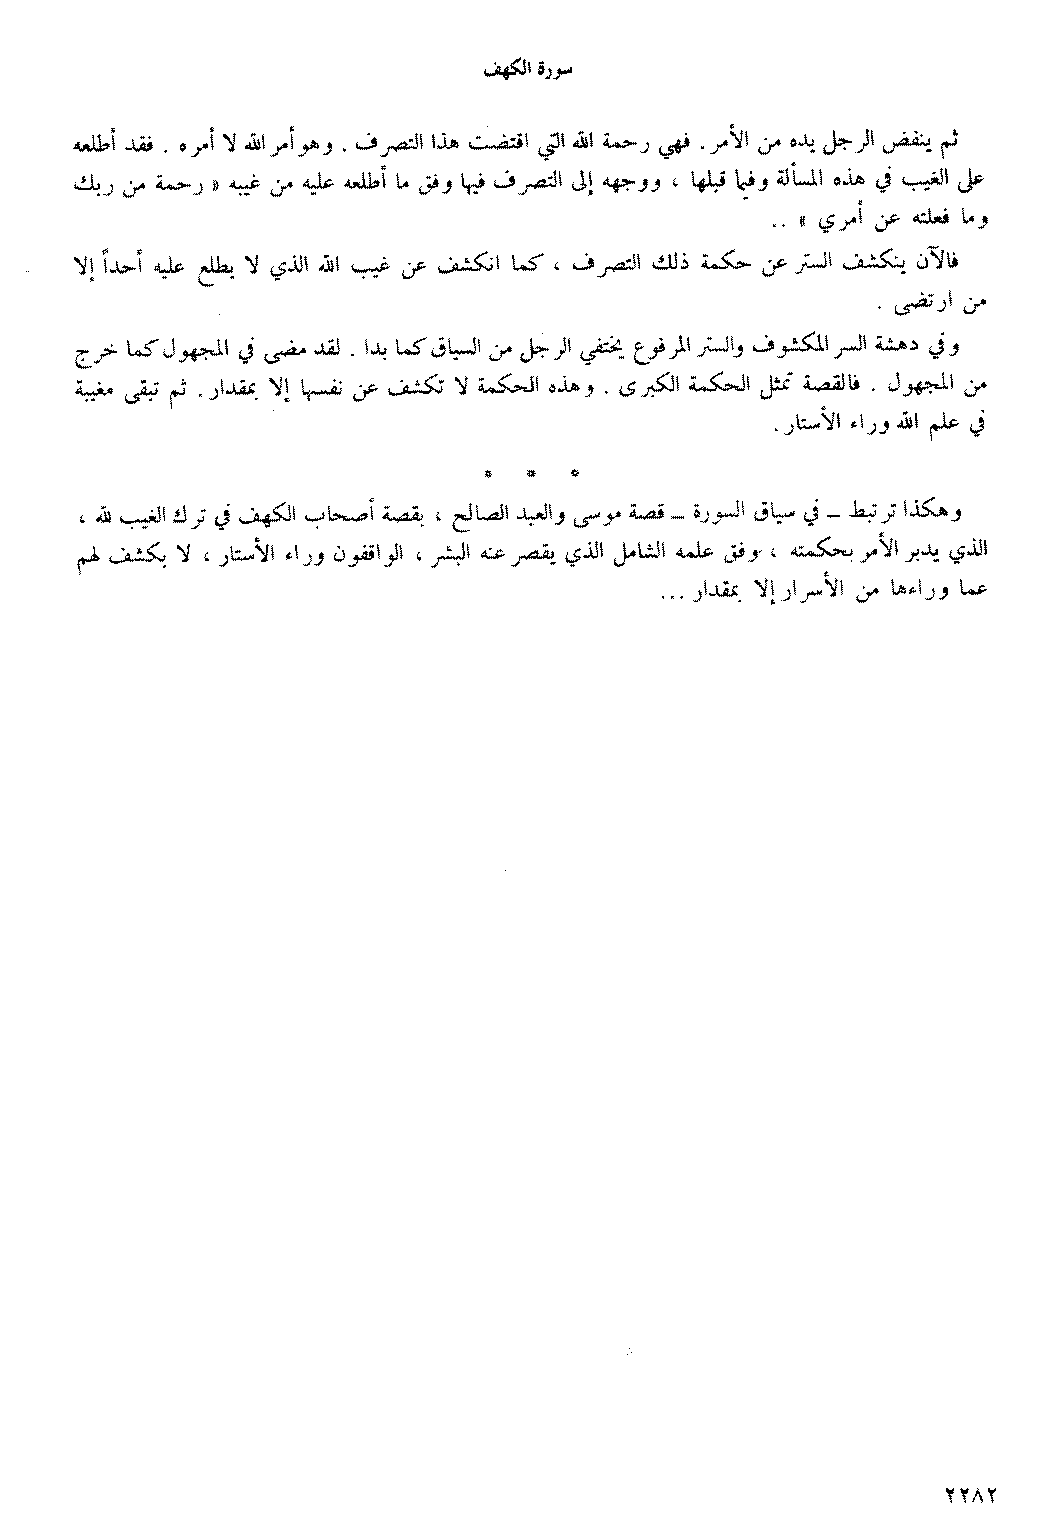 سورة الكهف
ثم ينفض الرجل يده من الأمر . فهي رحمة الله التي اقتضت هذا التصرف . وهو أمر الله لا أمره . فقد أطلعه
على الغيب في هذه المسألة وفيما قبلها ، ووجهه إلى التصرف فيها وفق ما أطلعه عليه من غيبه « رحمة من ربك
وما فعلته عن أمري » ..
فالآن ينكشف الستر عن حكمة ذلك التصرف ، كما انكشف عن غيب الله الذي لا يطلع عليه أحداً إلا
من ارتضى .
وفي دهشة السر المكشوف والستر المرفوع يختفي الرجل من السياق كما بدا . لقد مضى في المجهول كما خرج
من المجهول . فالقصة تمثل الحكمة الكبرى . وهذه الحكمة لا تكشف عن نفسها إلا بمقدار . ثم تبقى مغيبة
في علم الله وراء الأستار .
* * *
وهكذا ترتبط – في سياق السورة – قصة موسى والعبد الصالح ، بقصة أصحاب الكهف في ترك الغيب لله ،
الذي يدبر الأمر بحكمته ، وفق علمه الشامل الذي يقصر عنه البشر ، الواقفون وراء الأستار ، لا يكشف لهم
عما وراءها من الأسرار إلا بمقدار ...
٢٢٨٢